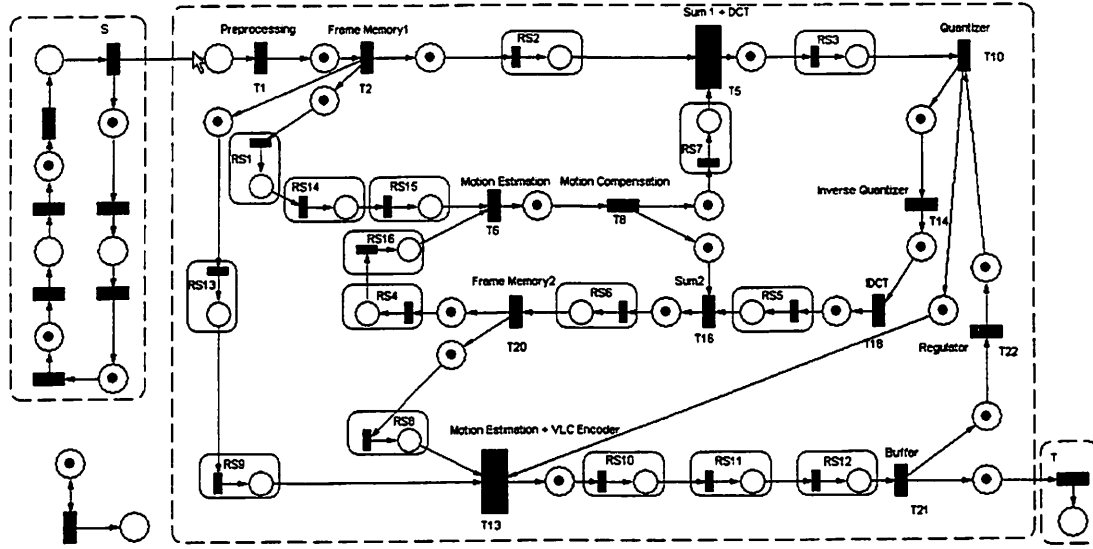 S
Preprocessing
Frame Memory1
Sum 1 + DCT
Quantizer
RS2
RS3
T1
T2
T5
T10
RS1
RS7
RS14
RS15
Motion Estimation
Motion Compensation
Inverse Quantizer
T6
T8
T14
RS16
RS13
RS4
Frame Memory2
RS6
Sum2
RS5
IDCT
T20
T16
T18
Regulator
T22
RS8
Motion Estimation + VLC Encoder
RS9
RS10
RS11
RS12
Buffer
T
T13
T21